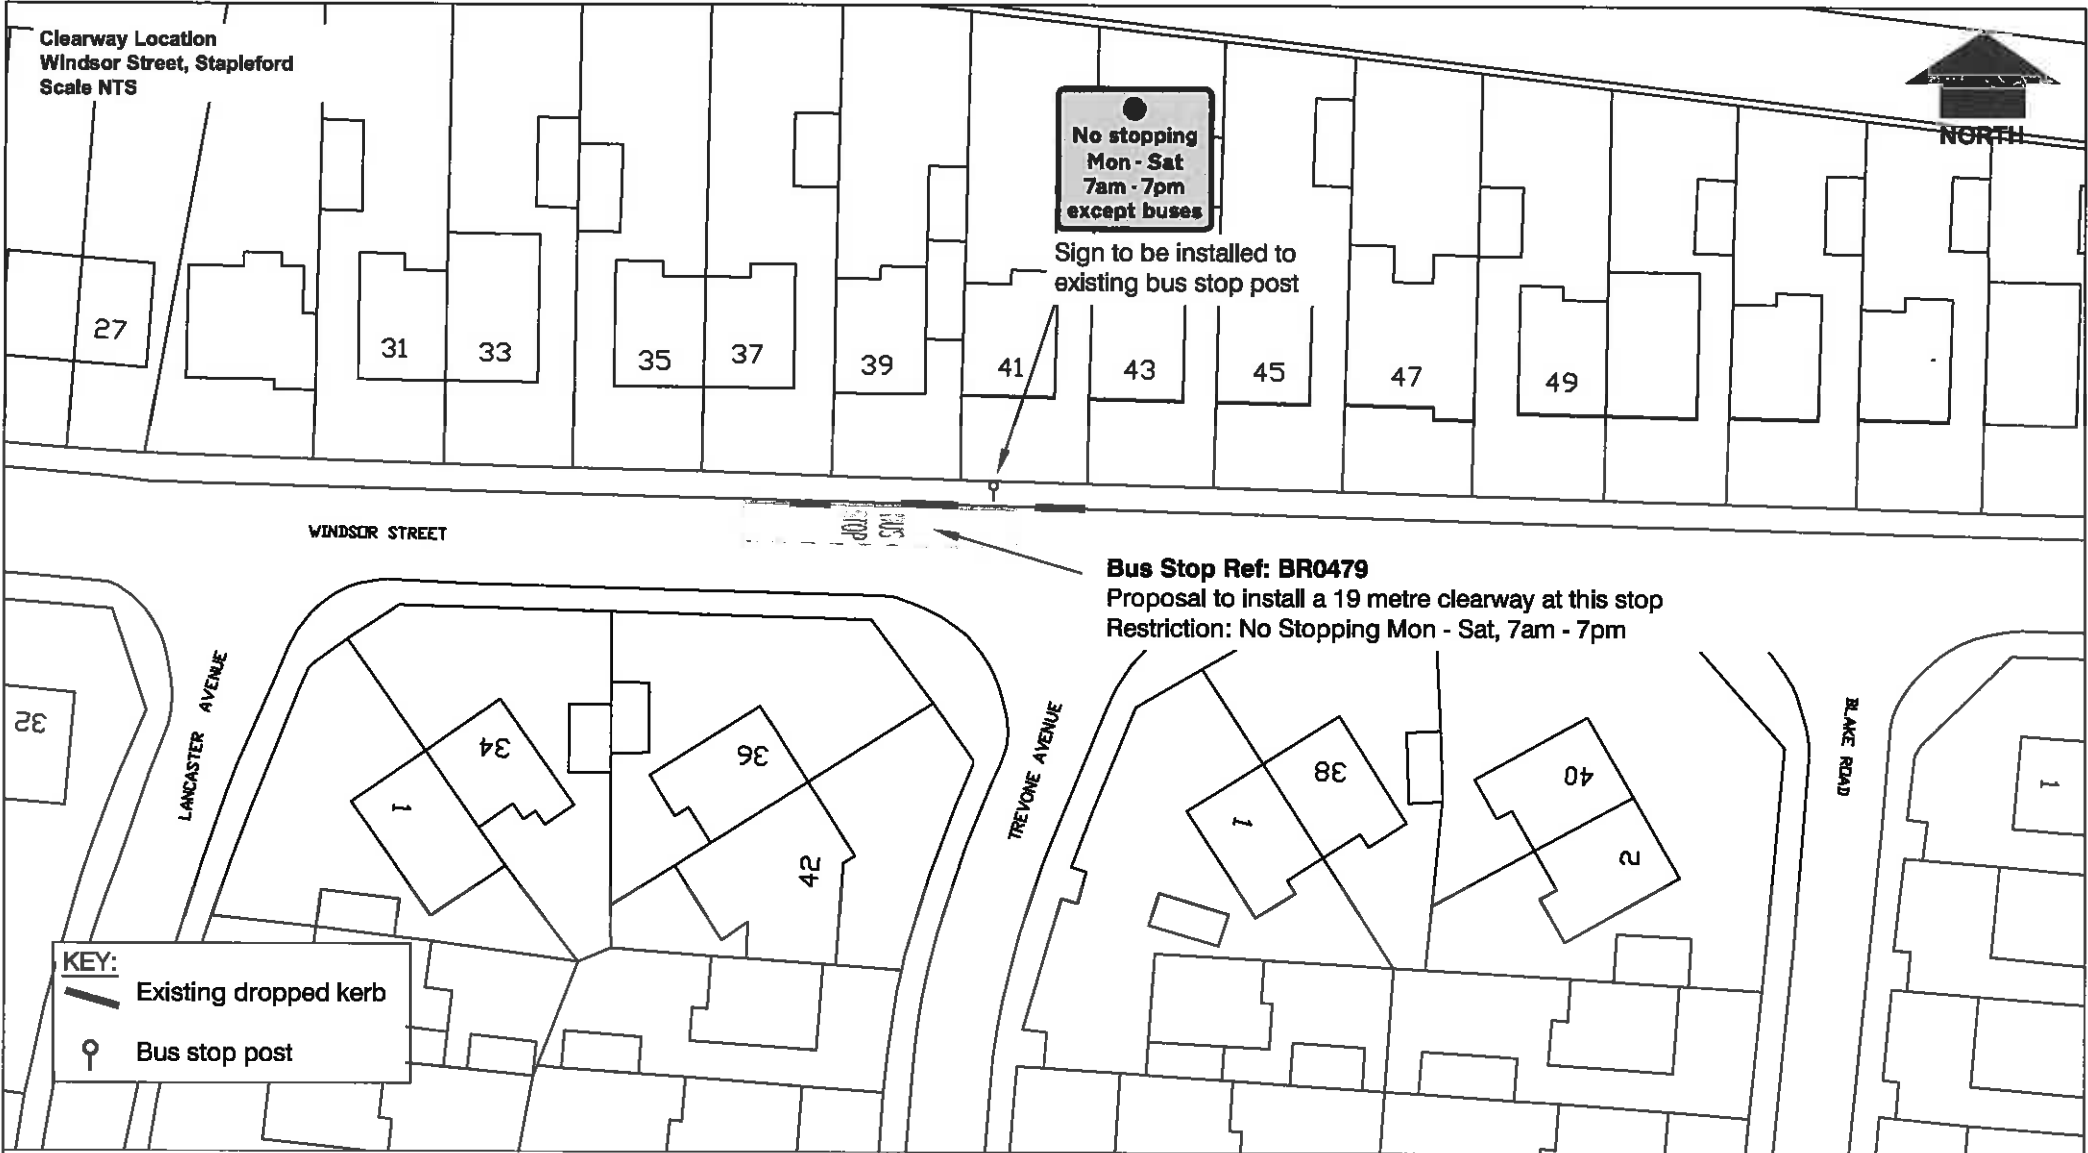 Clearway Location
Windsor Street, Stapleford
Scale NTS
NORTH
No stopping
Mon - Sat
7am - 7pm
except buses
Sign to be installed to
existing bus stop post
27
31
33
35
37
39
41
43
45
47
49
WINDSOR STREET
BUS
STOP
Bus Stop Ref: BR0479
Proposal to install a 19 metre clearway at this stop
Restriction: No Stopping Mon - Sat, 7am - 7pm
32
LANCASTER AVENUE
34
1
36
42
TREVONE AVENUE
38
1
40
2
BLAKE ROAD
1
KEY:
Existing dropped kerb
Bus stop post